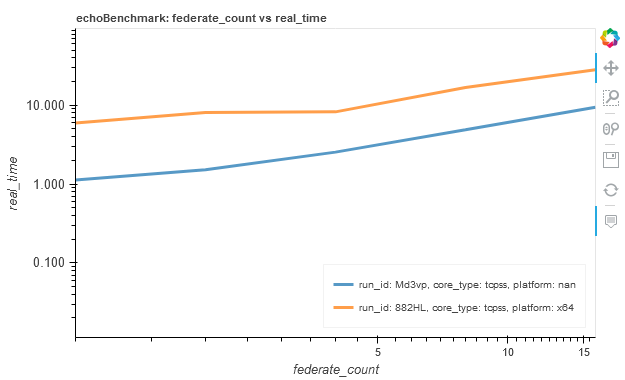 echoBenchmark: federate_count vs real_time
10.000
1.000
0.100
real_time
run_id: Md3vp, core_type: tcpss, platform: nan
run_id: 882HL, core_type: tcpss, platform: x64
5
10
15
federate_count